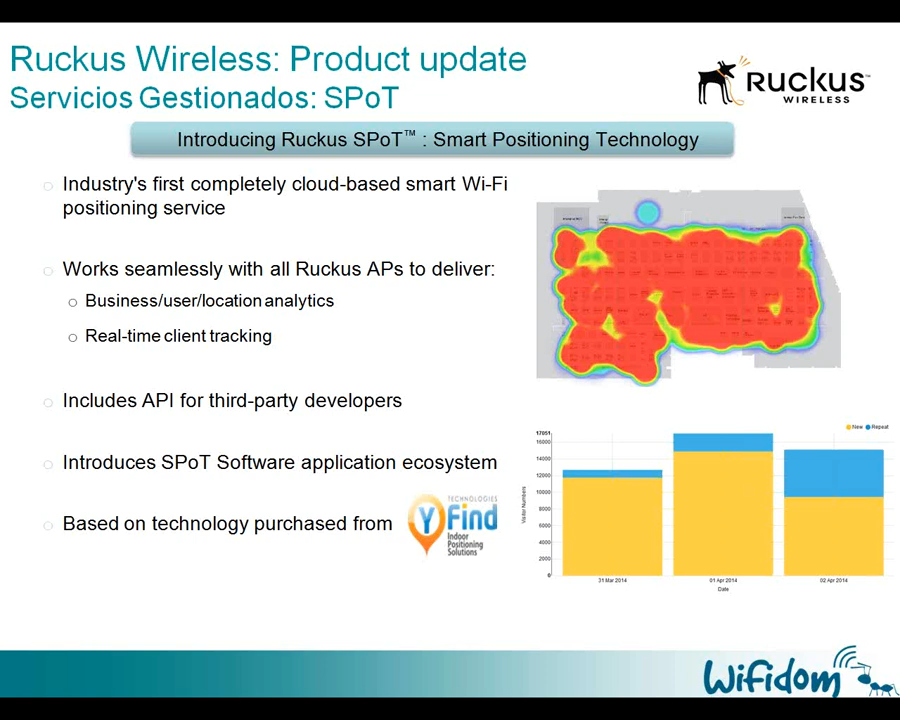 Ruckus Wireless: Product update
Servicios Gestionados: SPoT
RUCKUS™
WIRELESS
Introducing Ruckus SPoT™ : Smart Positioning Technology
Industry's first completely cloud-based smart Wi-Fi
positioning service
Works seamlessly with all Ruckus APs to deliver:
Business/user/location analytics
Real-time client tracking
Includes API for third-party developers
Introduces SPoT Software application ecosystem
Based on technology purchased from
TECHNOLOGIES
YFind
Indoor
Positioning
Solutions
New Repeat
17051
16000
14000
12000
10000
8000
6000
4000
2000
0
Visitor Numbers
31 Mar 2014 01 Apr 2014 02 Apr 2014
Date
Wifidom